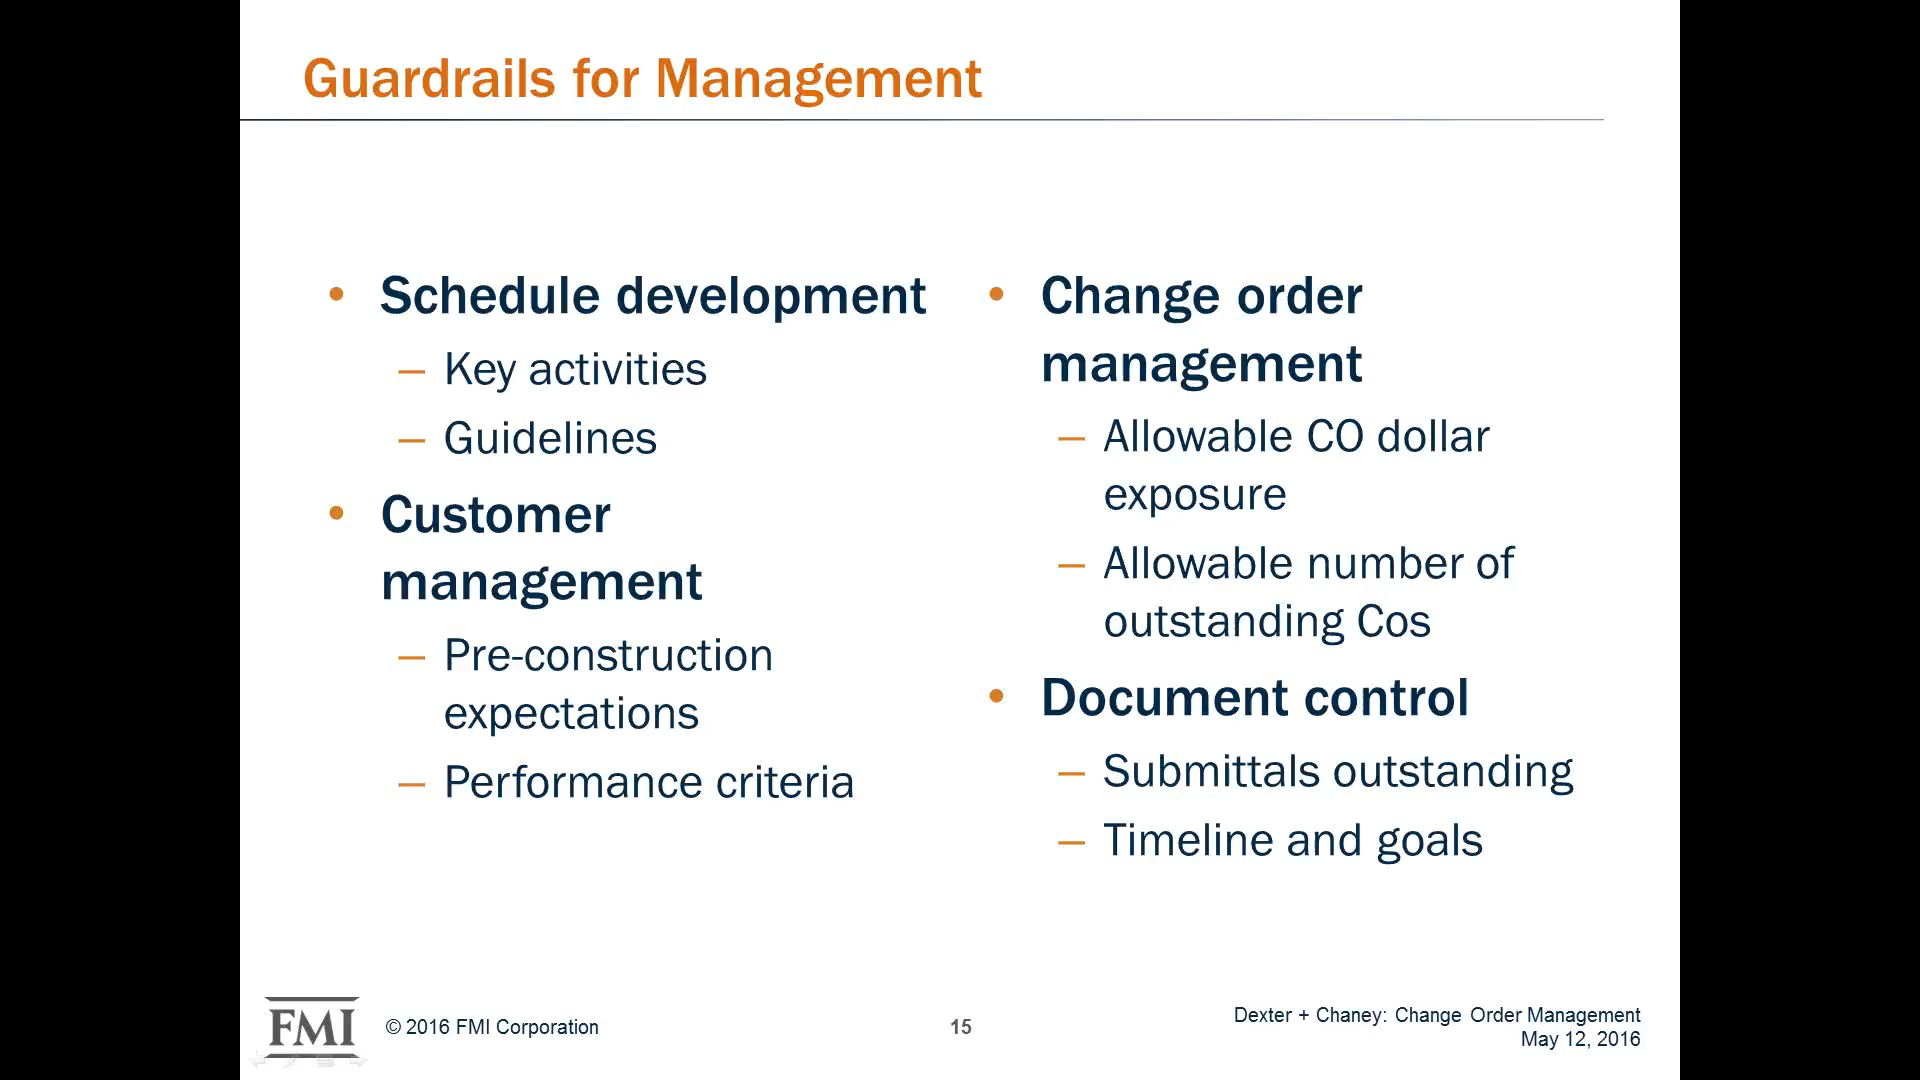 Guardrails for Management
• Schedule development
– Key activities
– Guidelines
• Customer
management
– Pre-construction
expectations
– Performance criteria
• Change order
management
– Allowable CO dollar
exposure
– Allowable number of
outstanding Cos
• Document control
– Submittals outstanding
– Timeline and goals
FMI
© 2016 FMI Corporation
15
Dexter + Chaney: Change Order Management
May 12, 2016